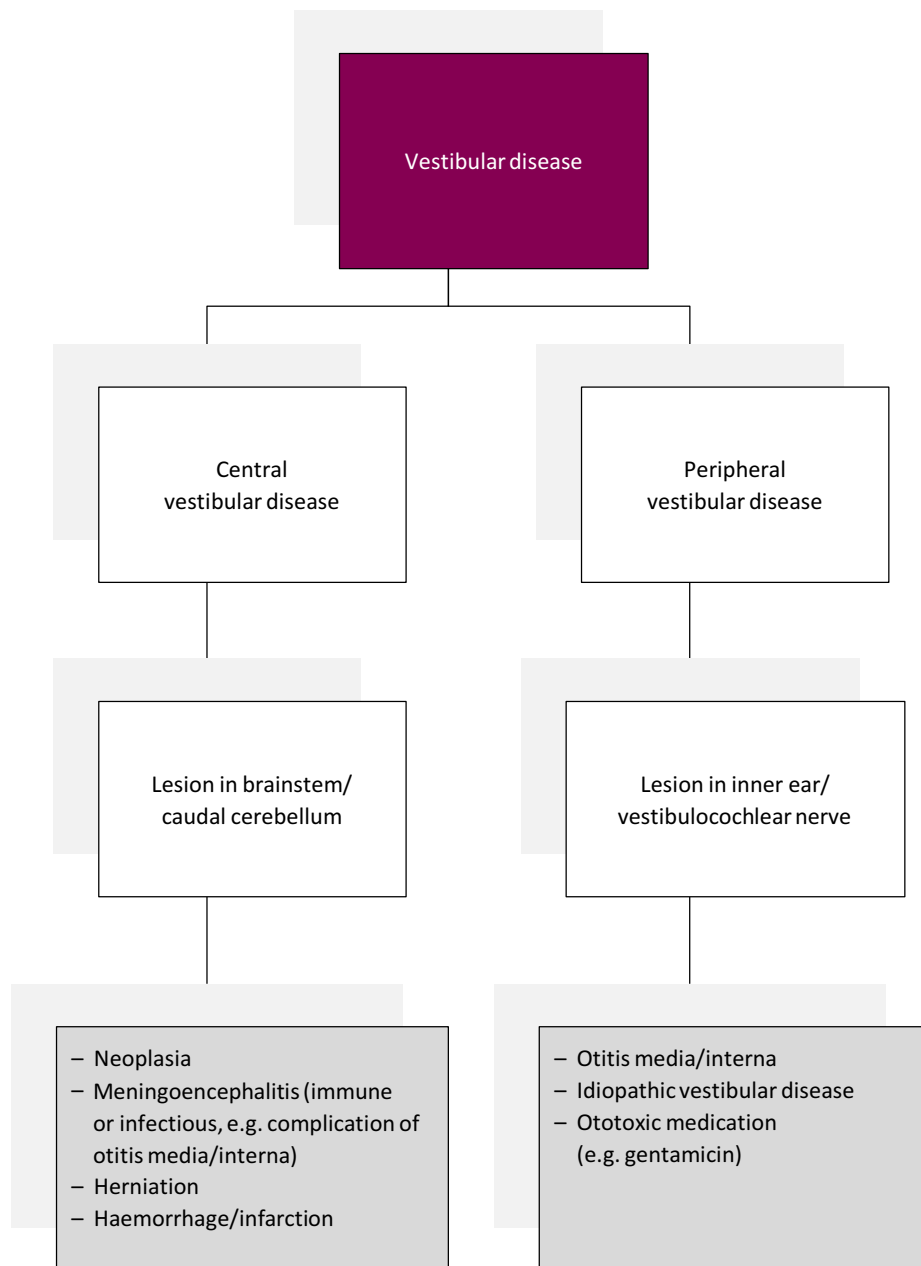 Vestibular disease
Central
vestibular disease
Peripheral
vestibular disease
Lesion in brainstem/
caudal cerebellum
Lesion in inner ear/
vestibulocochlear nerve
– Neoplasia
– Meningoencephalitis (immune
or infectious, e.g. complication of
otitis media/interna)
– Herniation
– Haemorrhage/infarction
– Otitis media/interna
– Idiopathic vestibular disease
– Ototoxic medication
(e.g. gentamicin)